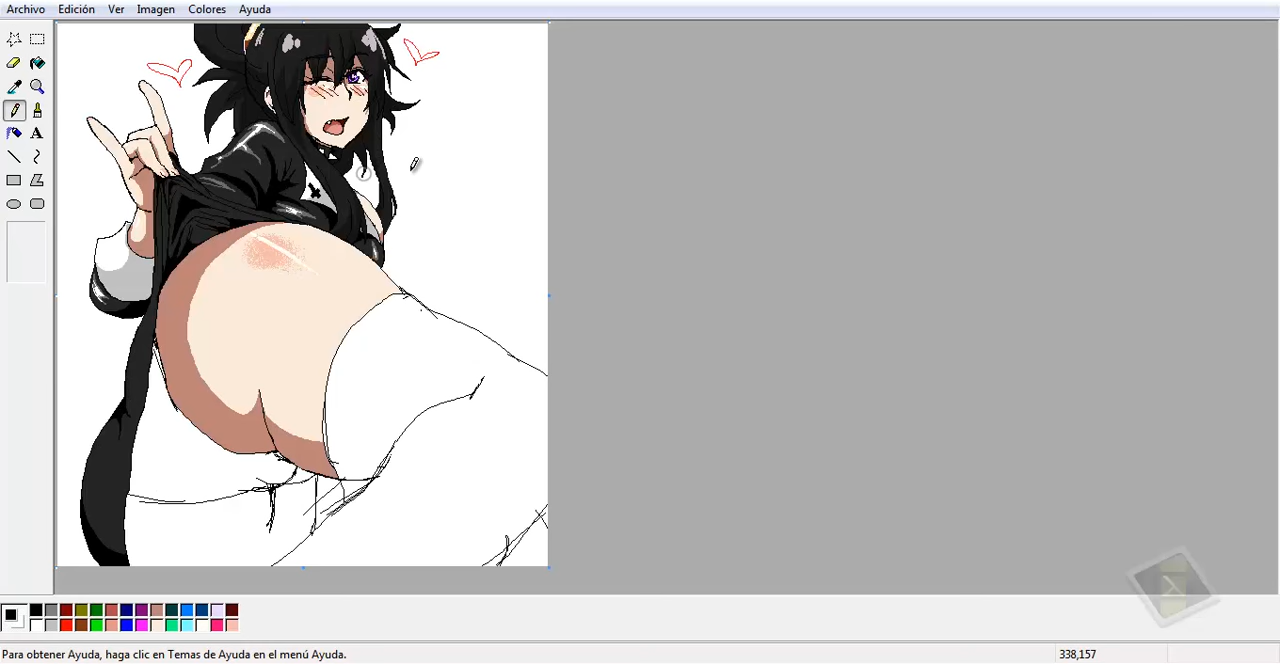 Archivo Edición Ver Imagen Colores Ayuda
A
Para obtener Ayuda, haga clic en Temas de Ayuda en el menú Ayuda. 338,157
X